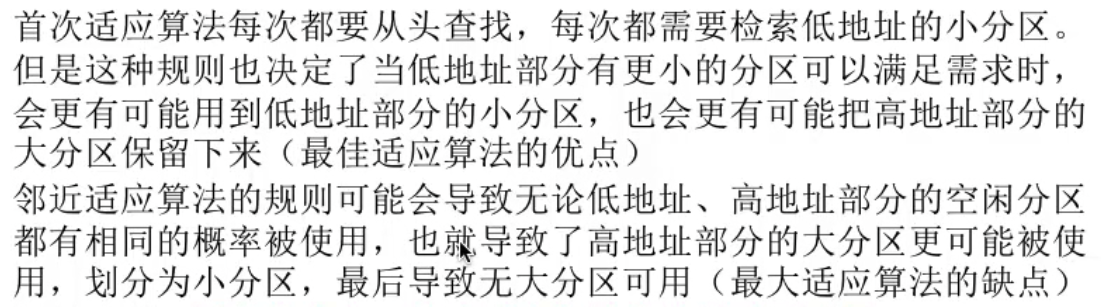 首次适应算法每次都要从头查找，每次都需要检索低地址的小分区。
但是这种规则也决定了当低地址部分有更小的分区可以满足需求时，
会更有可能用到低地址部分的小分区，也会更有可能把高地址部分的
大分区保留下来（最佳适应算法的优点）
邻近适应算法的规则可能会导致无论低地址、高地址部分的空闲分区
都有相同的概率被使用，也就导致了高地址部分的大分区更可能被使
用，划分为小分区，最后导致无大分区可用（最大适应算法的缺点）